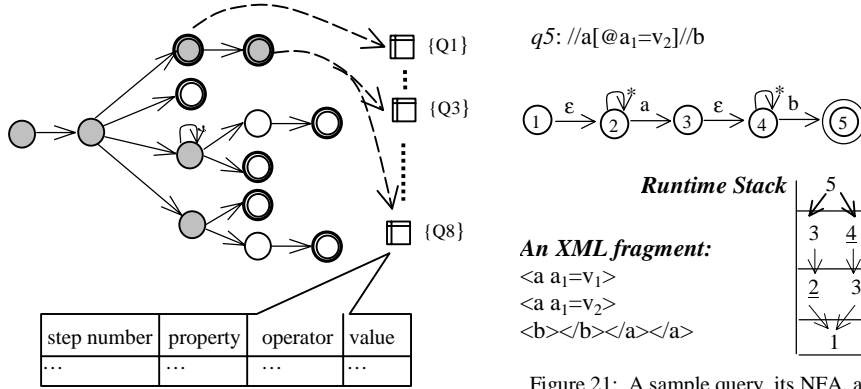 {Q1}
{Q3}
{Q8}
step number property operator value
… … … …
q5: //a[@a₁=v₂]//b
ε * a ε * b
1 2 3 4 5
Runtime Stack
5
3 4
2 3
1
An XML fragment:
<a a₁=v₁>
<a a₁=v₂>
<b></b></a></a>
Figure 21: A sample query, its NFA, a